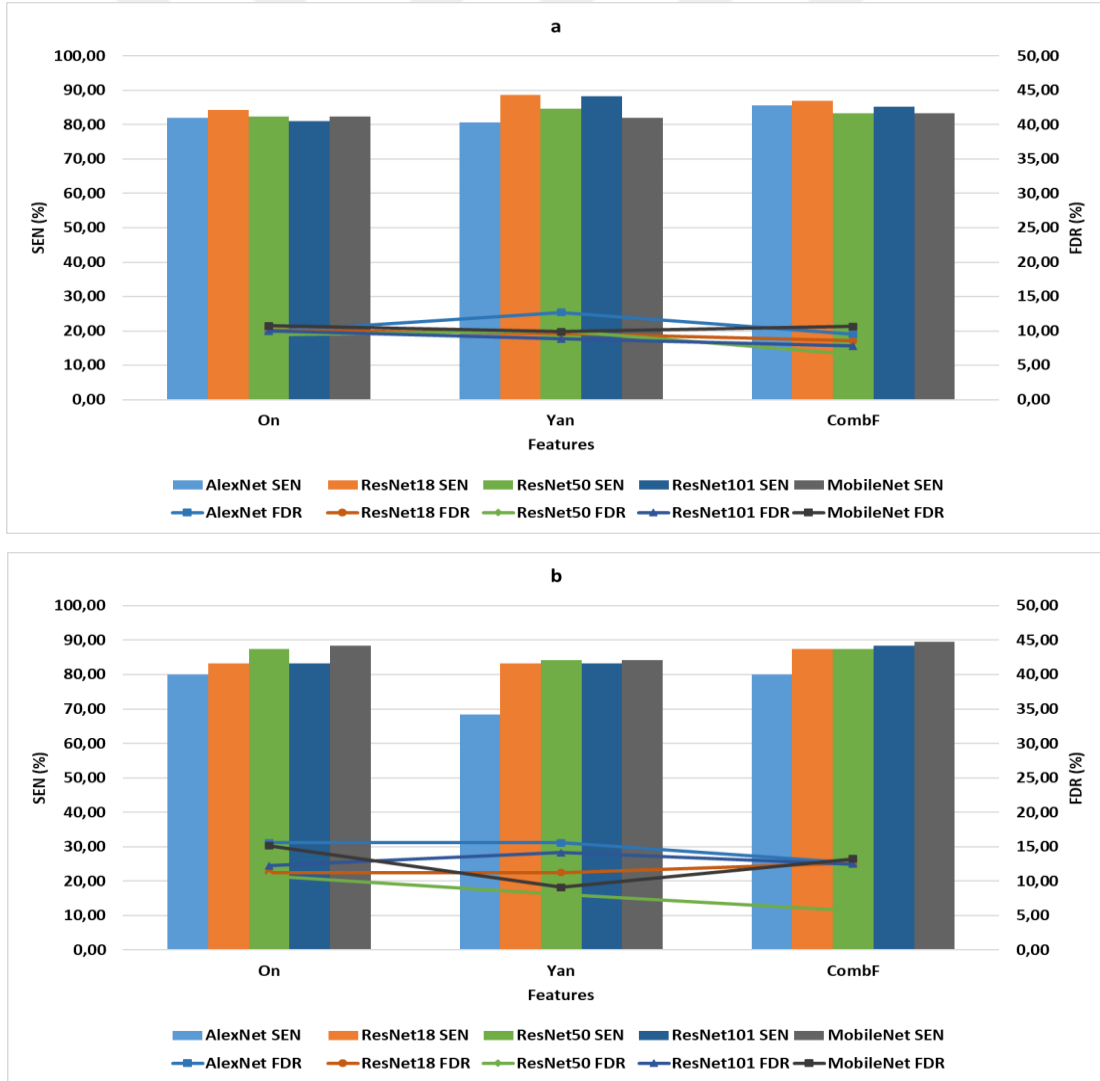 a
100,00 50,00
90,00 45,00
80,00 40,00
70,00 35,00
60,00 30,00
50,00 25,00
40,00 20,00
30,00 15,00
20,00 10,00
10,00 5,00
0,00 0,00
SEN (%)
FDR (%)
On Yan CombF
Features
AlexNet SEN ResNet18 SEN ResNet50 SEN ResNet101 SEN MobileNet SEN
AlexNet FDR ResNet18 FDR ResNet50 FDR ResNet101 FDR MobileNet FDR
b
100,00 50,00
90,00 45,00
80,00 40,00
70,00 35,00
60,00 30,00
50,00 25,00
40,00 20,00
30,00 15,00
20,00 10,00
10,00 5,00
0,00 0,00
SEN (%)
FDR (%)
On Yan CombF
Features
AlexNet SEN ResNet18 SEN ResNet50 SEN ResNet101 SEN MobileNet SEN
AlexNet FDR ResNet18 FDR ResNet50 FDR ResNet101 FDR MobileNet FDR